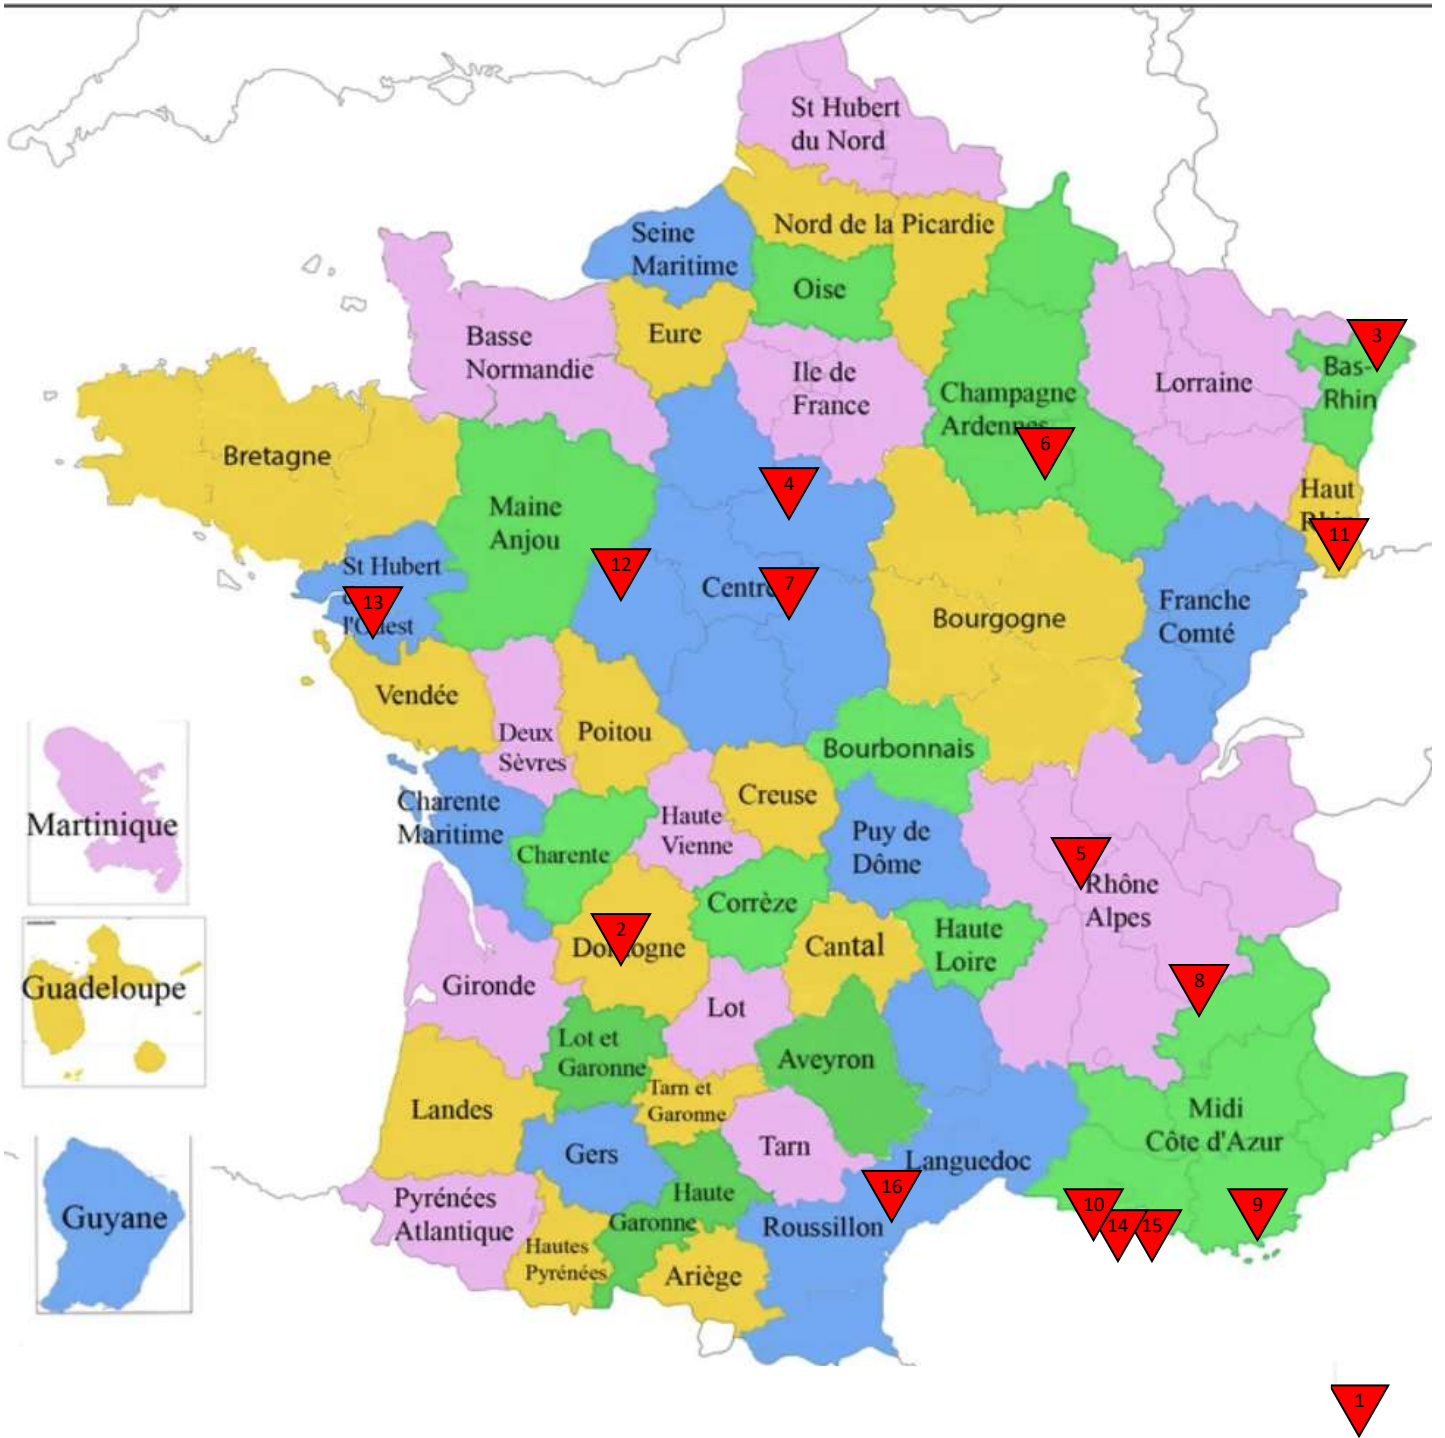 St Hubert
du Nord
Nord de la Picardie
Seine
Maritime
Oise
Eure
Basse
Normandie
Ile de
France
Champagne
Ardennes
Lorraine
3
Bas-
Rhin
6
Bretagne
4
Haut
Rhin
11
Maine
Anjou
12
St Hubert
13
l'Ouest
Centre
7
Bourgogne
Franche
Comté
Vendée
Deux
Sèvres
Poitou
Bourbonnais
Martinique
Charente
Maritime
Charente
Haute
Vienne
Creuse
Puy de
Dôme
5
Rhône
Alpes
2
Dordogne
Corrèze
Cantal
Haute
Loire
8
Guadeloupe
Gironde
Lot
Lot et
Garonne
Aveyron
Tarn et
Garonne
Landes
Midi
Côte d'Azur
Gers
Tarn
Languedoc
16
Roussillon
10
14
15
9
Guyane
Pyrénées
Atlantique
Haute
Garonne
Hautes
Pyrénées
Ariège
1